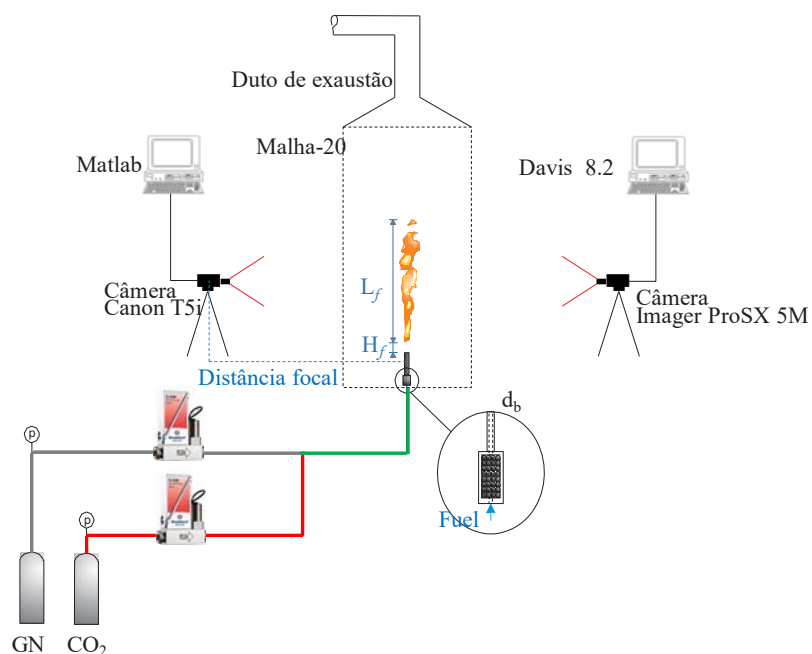 Duto de exaustão
Malha-20
Matlab
Davis 8.2
Câmera
Canon T5i
Câmera
Imager ProSX 5M
L𝑓
H𝑓
Distância focal
d_b
p
p
Fuel
GN
CO₂